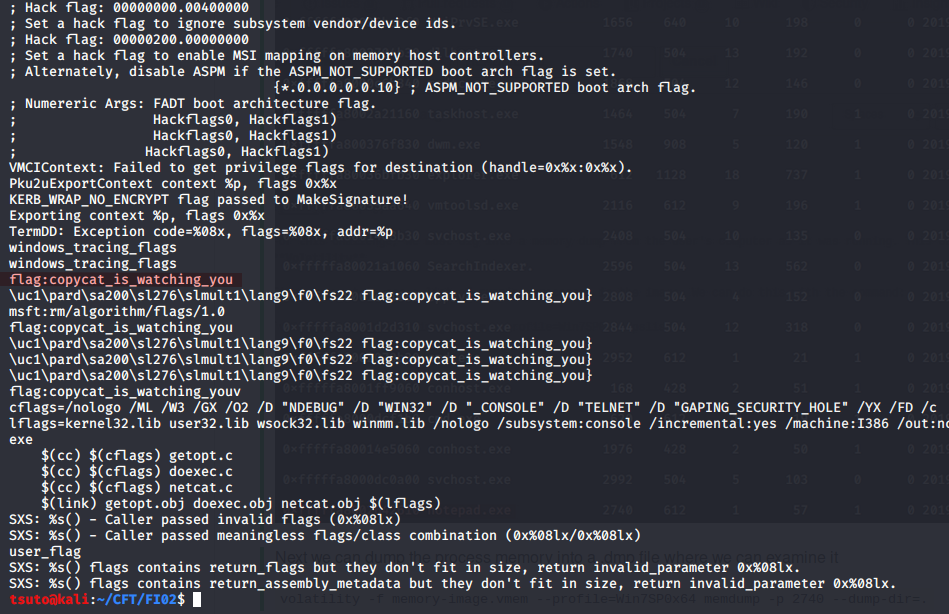 ; Hack flag: 00000000.00400000
; Set a hack flag to ignore subsystem vendor/device ids.
; Hack flag: 00000200.00000000
; Set a hack flag to enable MSI mapping on memory host controllers.
; Alternately, disable ASPM if the ASPM_NOT_SUPPORTED boot arch flag is set.
{*.0.0.0.0.0.10} ; ASPM_NOT_SUPPORTED boot arch flag.
; Numereric Args: FADT boot architecture flag.
; Hackflags0, Hackflags1)
; Hackflags0, Hackflags1)
; Hackflags0, Hackflags1)
VMCIContext: Failed to get privilege flags for destination (handle=0x%x:0x%x).
Pku2uExportContext context %p, flags 0x%x
KERB_WRAP_NO_ENCRYPT flag passed to MakeSignature!
Exporting context %p, flags 0x%x
TermDD: Exception code=%08x, flags=%08x, addr=%p
windows_tracing_flags
windows_tracing_flags
flag:copycat_is_watching_you
\uc1\pard\sa200\sl276\slmult1\lang9\f0\fs22 flag:copycat_is_watching_you}
msft:rm/algorithm/flags/1.0
flag:copycat_is_watching_you
\uc1\pard\sa200\sl276\slmult1\lang9\f0\fs22 flag:copycat_is_watching_you}
\uc1\pard\sa200\sl276\slmult1\lang9\f0\fs22 flag:copycat_is_watching_you}
\uc1\pard\sa200\sl276\slmult1\lang9\f0\fs22 flag:copycat_is_watching_you}
flag:copycat_is_watching_youv
cflags=/nologo /ML /W3 /GX /O2 /D "NDEBUG" /D "WIN32" /D "_CONSOLE" /D "TELNET" /D "GAPING_SECURITY_HOLE" /YX /FD /c
lflags=kernel32.lib user32.lib wsock32.lib winmm.lib /nologo /subsystem:console /incremental:yes /machine:I386 /out:nc
exe
$(cc) $(cflags) getopt.c
$(cc) $(cflags) doexec.c
$(cc) $(cflags) netcat.c
$(link) getopt.obj doexec.obj netcat.obj $(lflags)
SXS: %s() - Caller passed invalid flags (0x%08lx)
SXS: %s() - Caller passed meaningless flags/class combination (0x%08lx/0x%08lx)
user_flag
SXS: %s() flags contains return_flags but they don't fit in size, return invalid_parameter 0x%08lx.
SXS: %s() flags contains return_assembly_metadata but they don't fit in size, return invalid_parameter 0x%08lx.
tsuto@kali:~/CFT/FI02$